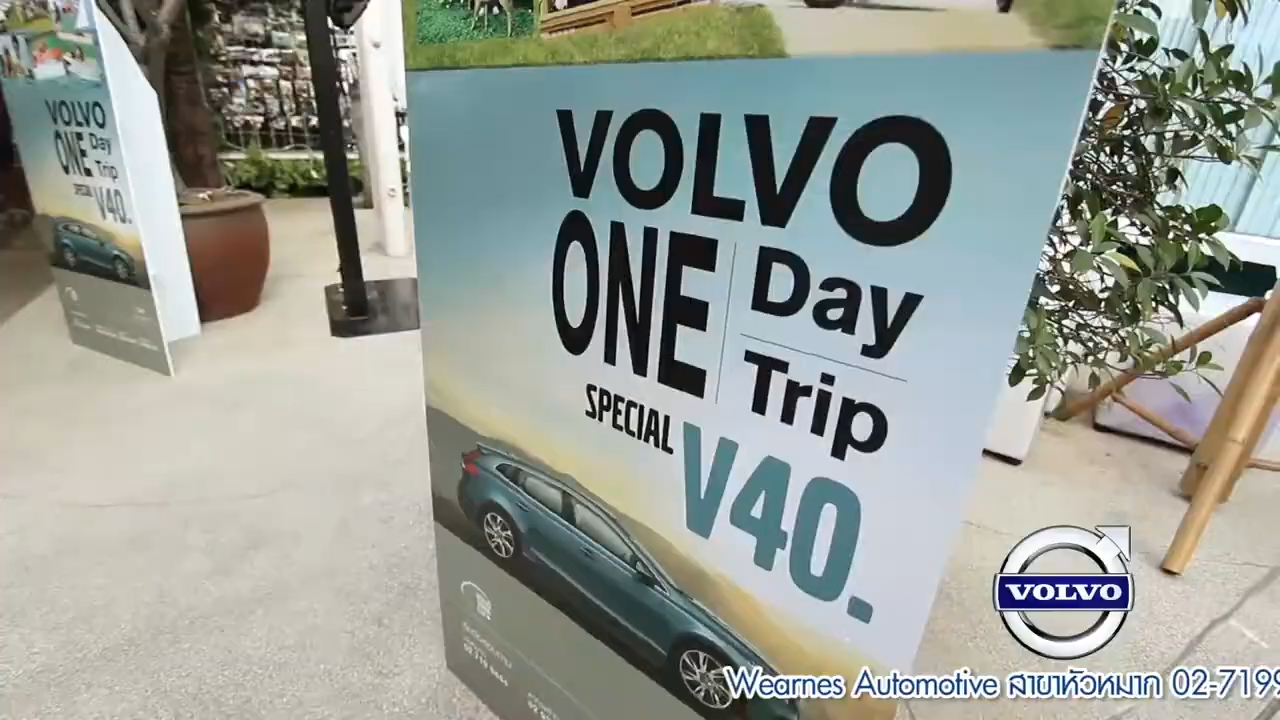 VOLVO
ONE Day
Trip
SPECIAL V40.
VOLVO
ONE Day
Trip
SPECIAL V40.
VOLVO
Wearnes Automotive สาขาหัวหมาก 02-7199